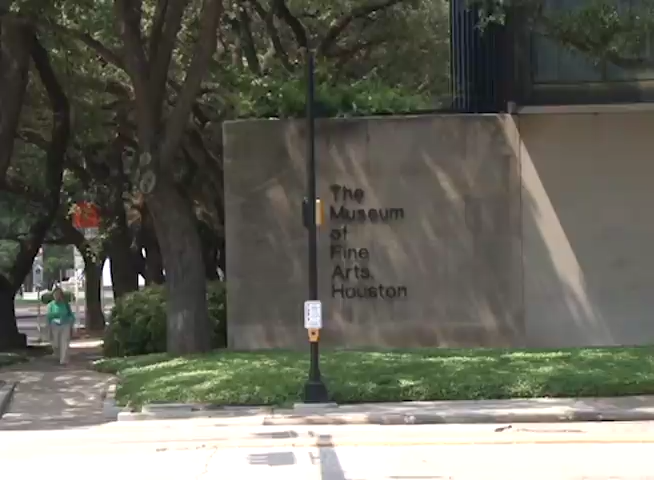 The
Museum
of
Fine
Arts,
Houston